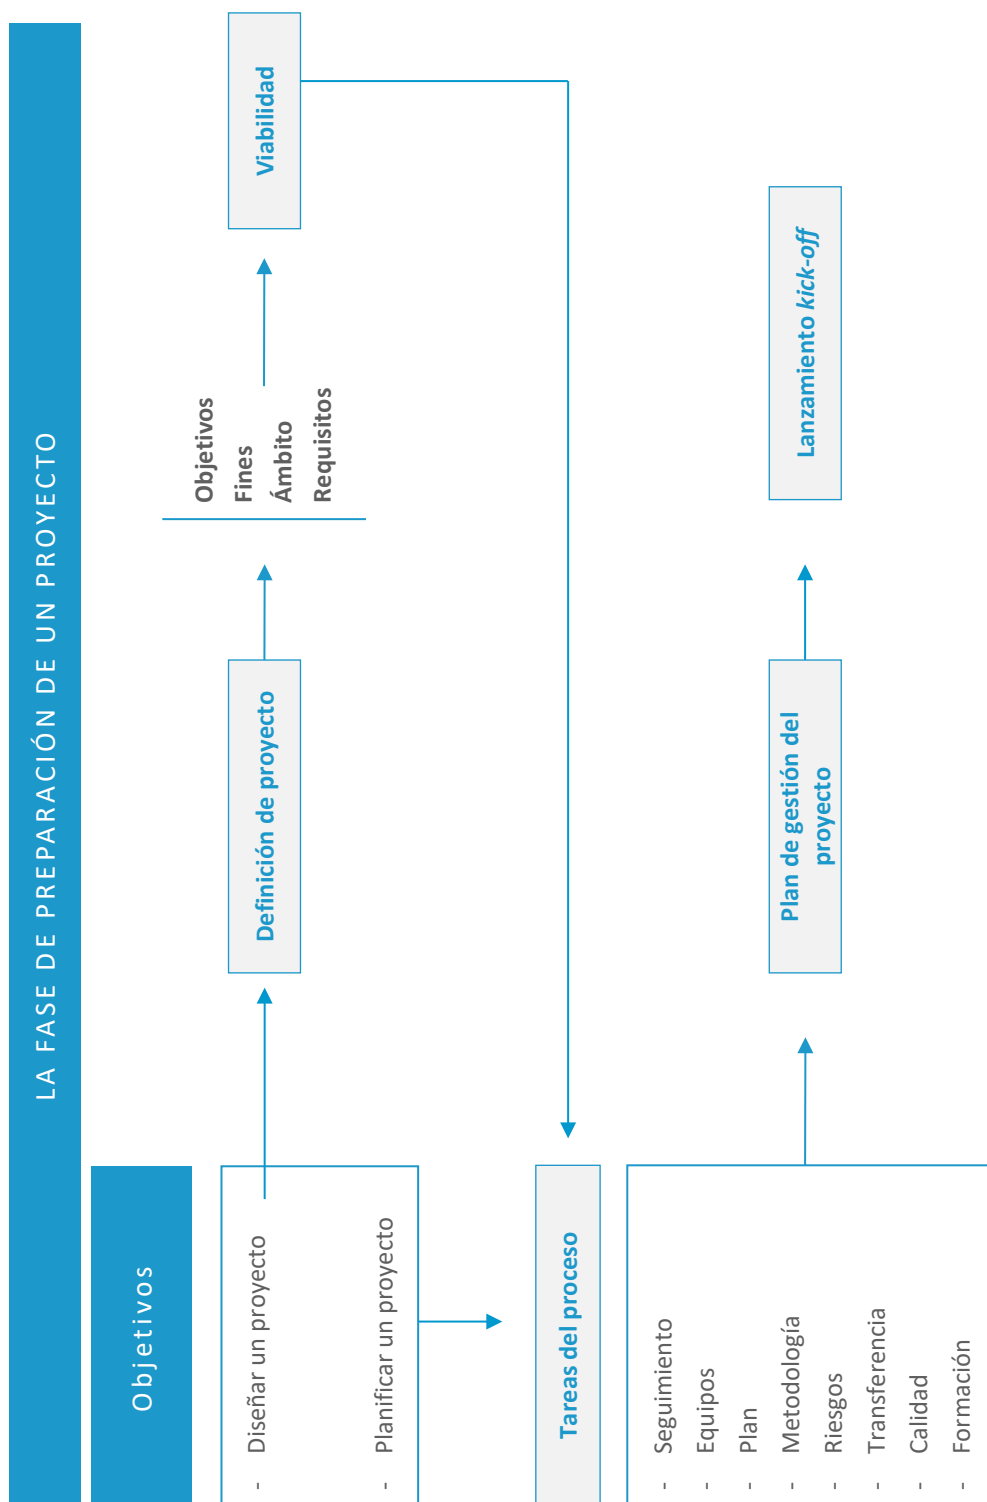 LA FASE DE PREPARACIÓN DE UN PROYECTO
Objetivos
- Diseñar un proyecto
- Planificar un proyecto
Definición de proyecto
Objetivos
Fines
Ámbito
Requisitos
Viabilidad
Tareas del proceso
- Seguimiento
- Equipos
- Plan
- Metodología
- Riesgos
- Transferencia
- Calidad
- Formación
Plan de gestión del
proyecto
Lanzamiento kick-off